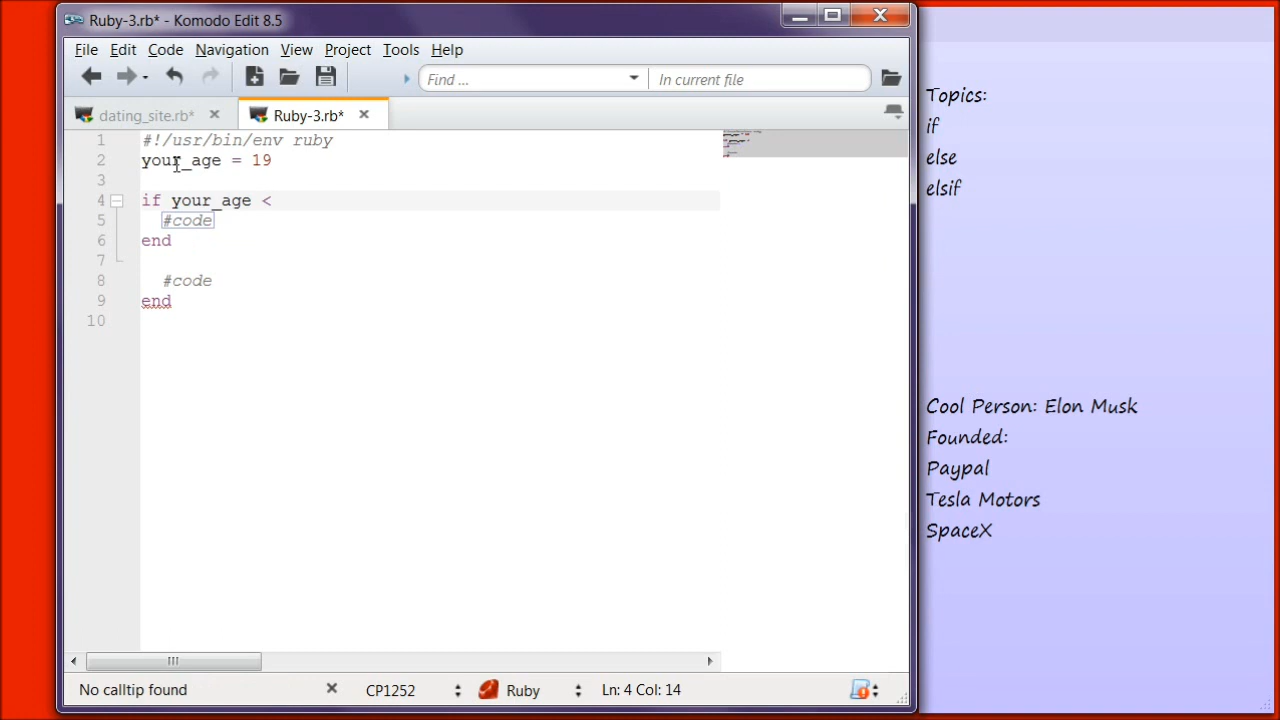 Ruby-3.rb* - Komodo Edit 8.5
File Edit Code Navigation View Project Tools Help
Find ...
In current file
dating_site.rb*
Ruby-3.rb*
1 #!/usr/bin/env ruby
2 your_age = 19
3
4 if your_age <
5 #code
6 end
7
8 #code
9 end
10
No calltip found
CP1252
Ruby
Ln: 4 Col: 14
Topics:
if
else
elsif
Cool Person: Elon Musk
Founded:
Paypal
Tesla Motors
SpaceX